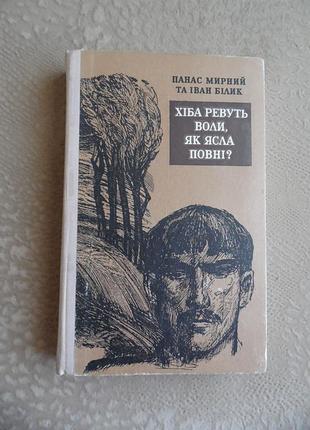 ПАНАС МИРНИЙ
ТА ІВАН БІЛИК
ХІБА РЕВУТЬ
ВОЛИ,
ЯК ЯСЛА
ПОВНІ?